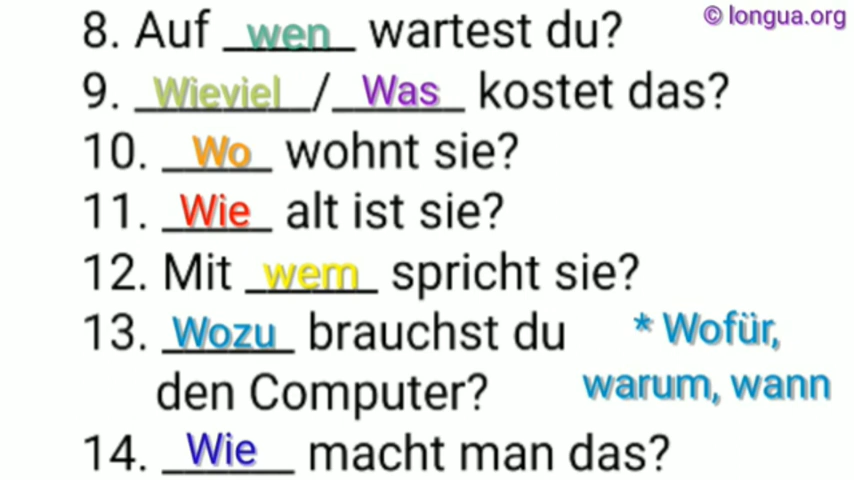 © longua.org
8. Auf wen wartest du?
9. Wieviel/Was kostet das?
10. Wo wohnt sie?
11. Wie alt ist sie?
12. Mit wem spricht sie?
13. Wozu brauchst du * Wofür,
den Computer? warum, wann
14. Wie macht man das?